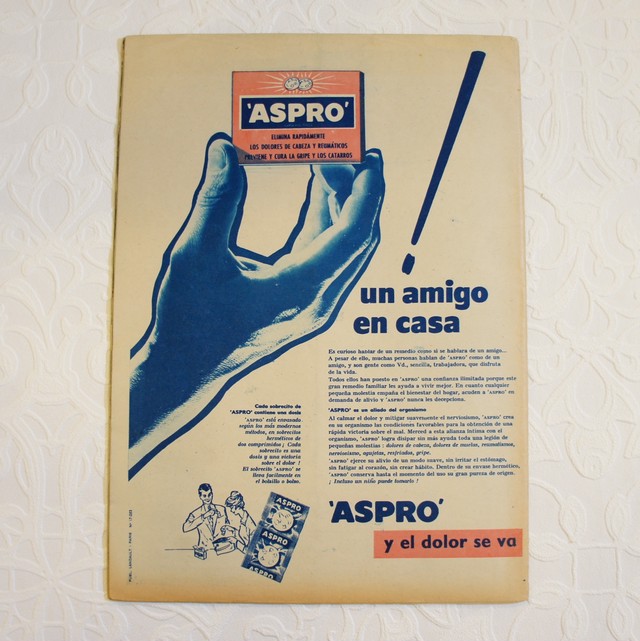 'ASPRO'
ELIMINA RAPIDAMENTE
LOS DOLORES DE CABEZA Y REUMÁTICOS
PREVIENE Y CURA LA GRIPE Y LOS CATARROS
un amigo
en casa
Es curioso hablar de un remedio como si se hablara de un amigo...
A pesar de ello, muchas personas hablan de 'ASPRO' como de un
amigo, y son gente como Vd., sencilla, trabajadora, que disfruta
de la vida.
Todos ellos han puesto en 'ASPRO' una confianza ilimitada porque este
gran remedio familiar les ayuda a vivir mejor. En cuanto cualquier
pequeña molestia empaña el bienestar del hogar, acuden a 'ASPRO' en
demanda de alivio y 'ASPRO' nunca les decepciona.
'ASPRO' es un aliado del organismo
Al calmar el dolor y mitigar suavemente el nerviosismo, 'ASPRO' crea
en su organismo las condiciones favorables para la obtención de una
rápida victoria sobre el mal. Merced a esta alianza íntima con el
organismo, 'ASPRO' logra disipar sin más ayuda toda una legión de
pequeñas molestias: dolores de cabeza, dolores de muelas, reumatismos,
nerviosismo, agujetas, resfriados, gripe.
'ASPRO' ejerce su alivio de un modo suave, sin irritar el estómago,
sin fatigar al corazón, sin crear hábito. Dentro de su envase hermético,
'ASPRO' conserva hasta el momento del uso su gran pureza de origen.
¡ Incluso un niño puede tomarlo !
Cada sobrecito de
'ASPRO' contiene una dosis
'ASPRO' está envasado
según los más modernos
métodos, en sobrecitos
herméticos de
dos comprimidos ¡ Cada
sobrecito es una
dosis y una victoria
sobre el dolor !
El sobrecito 'ASPRO' se
lleva facilmente en
el bolsillo o bolso.
ASPRO
ASPRO
'ASPRO'
y el dolor se va